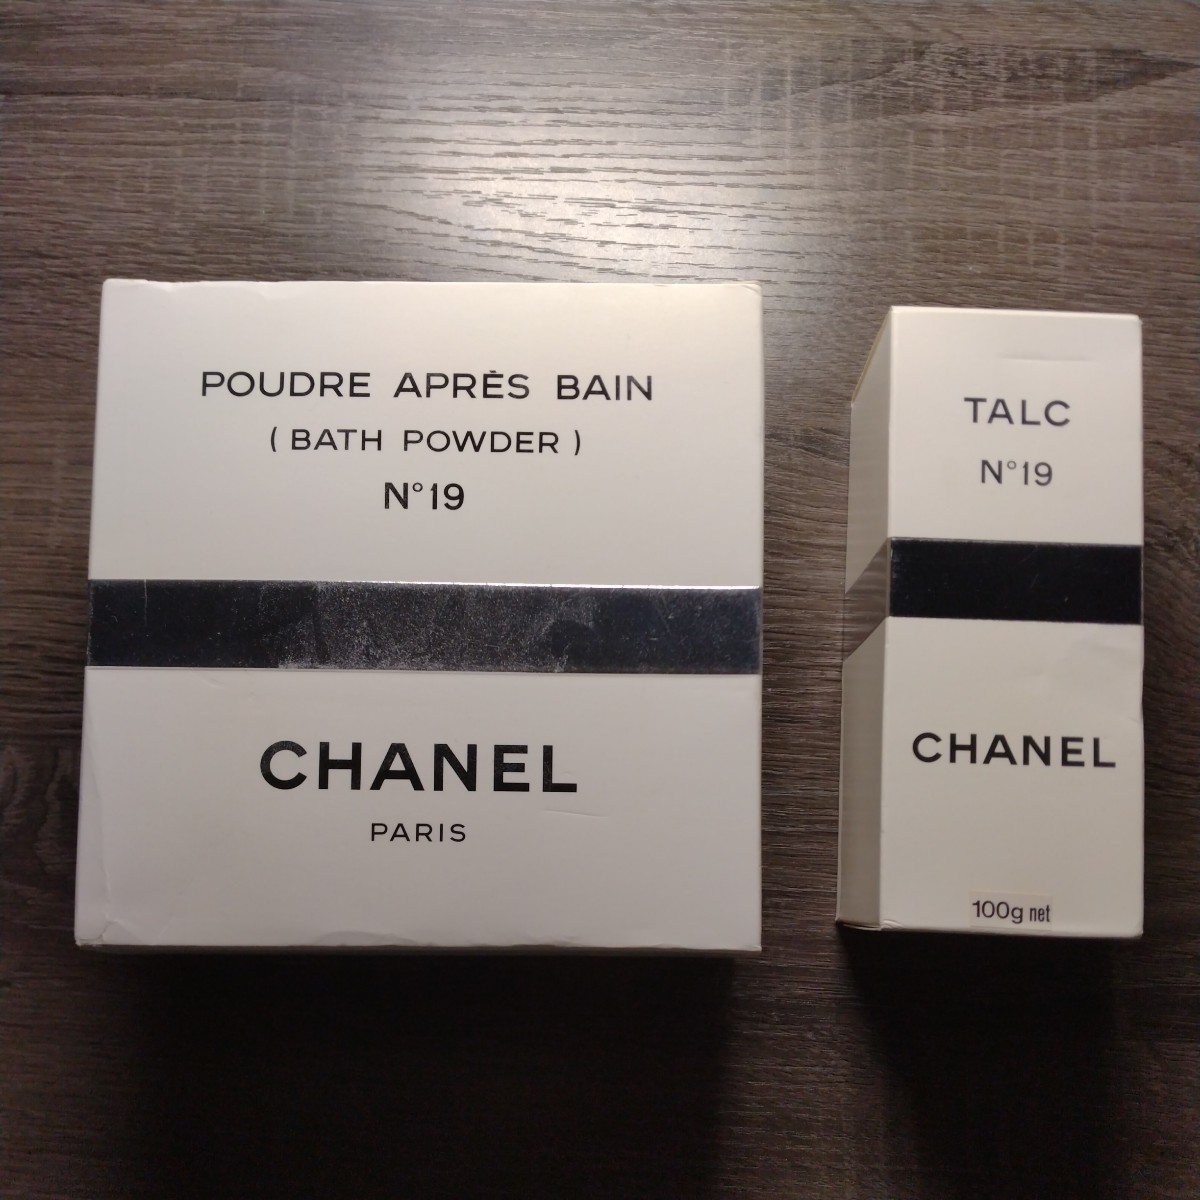 POUDRE APRÈS BAIN
( BATH POWDER )
N°19
CHANEL
PARIS
TALC
N°19
CHANEL
100g net